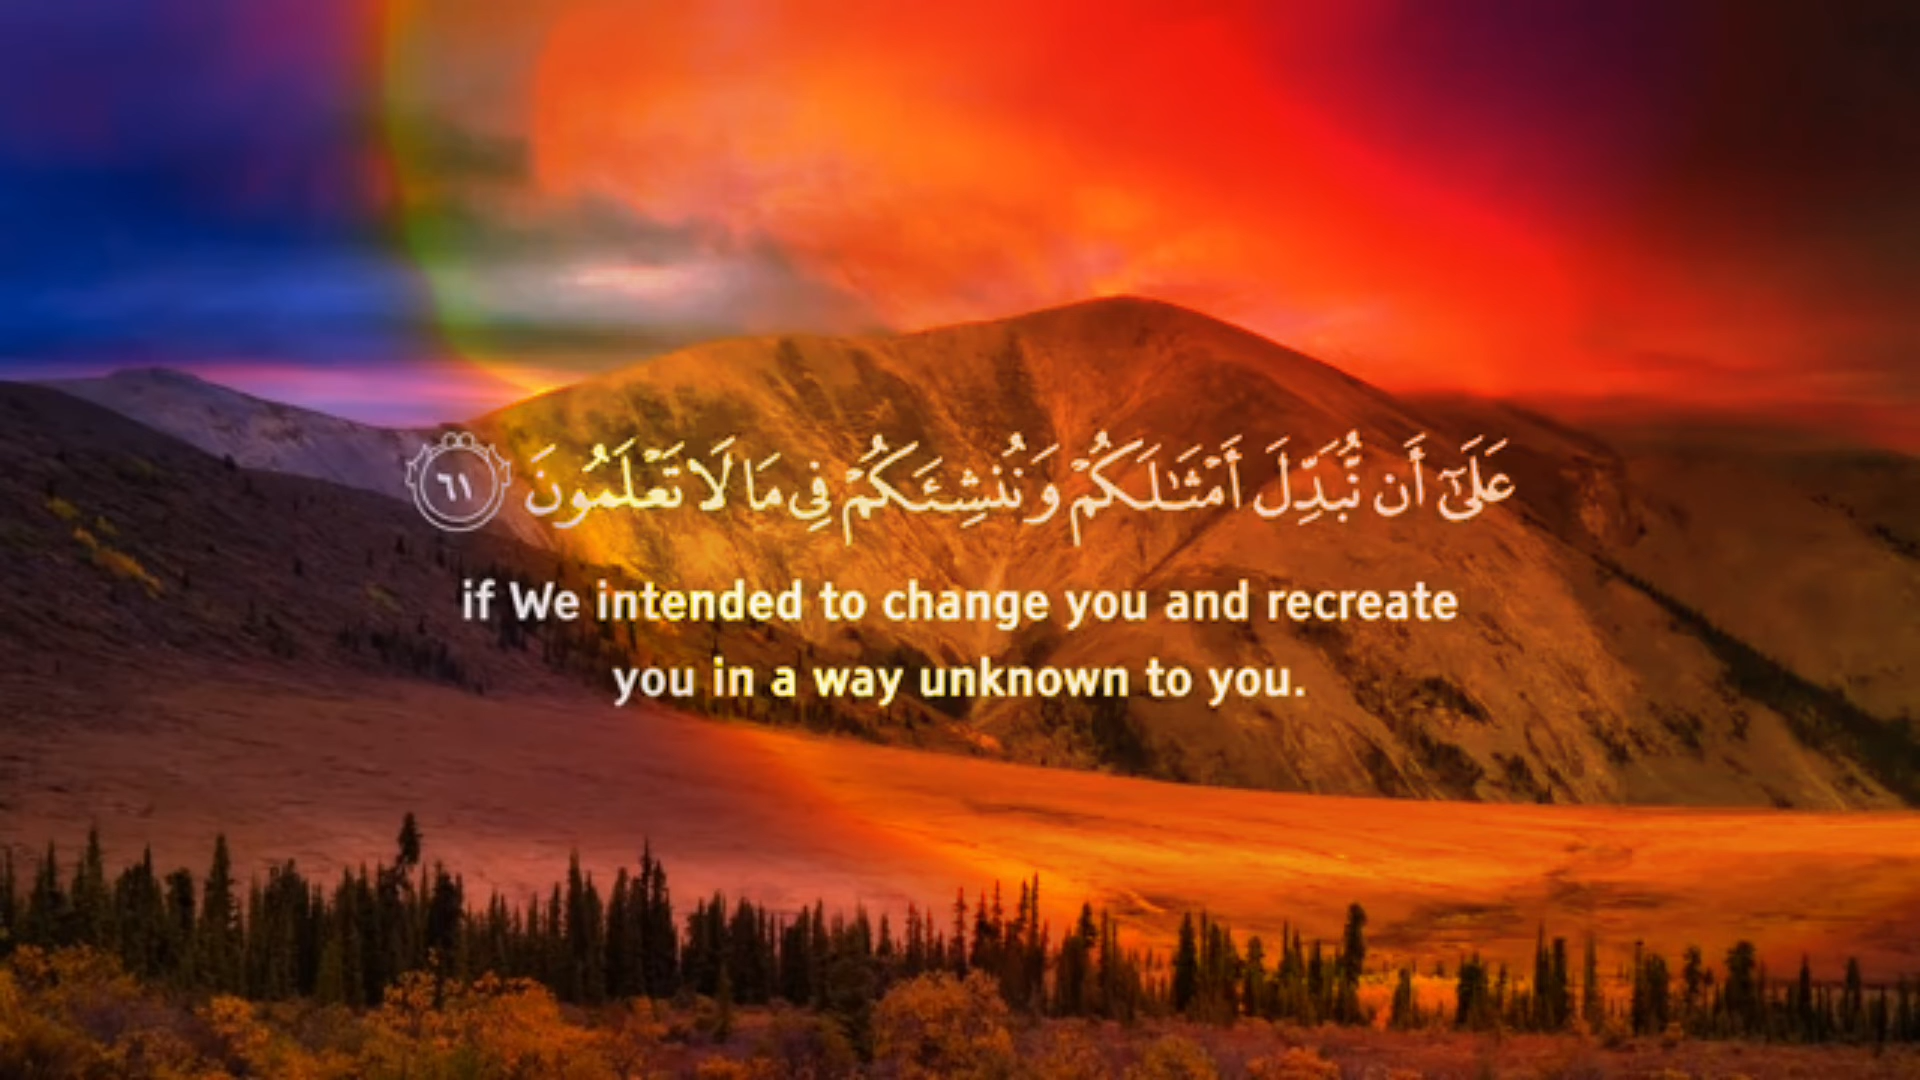 عَلَىٰٓ أَن نُّبَدِّلَ أَمْثَـٰلَكُمْ وَنُنشِئَكُمْ فِى مَا لَا تَعْلَمُونَ ٦١
if We intended to change you and recreate
you in a way unknown to you.